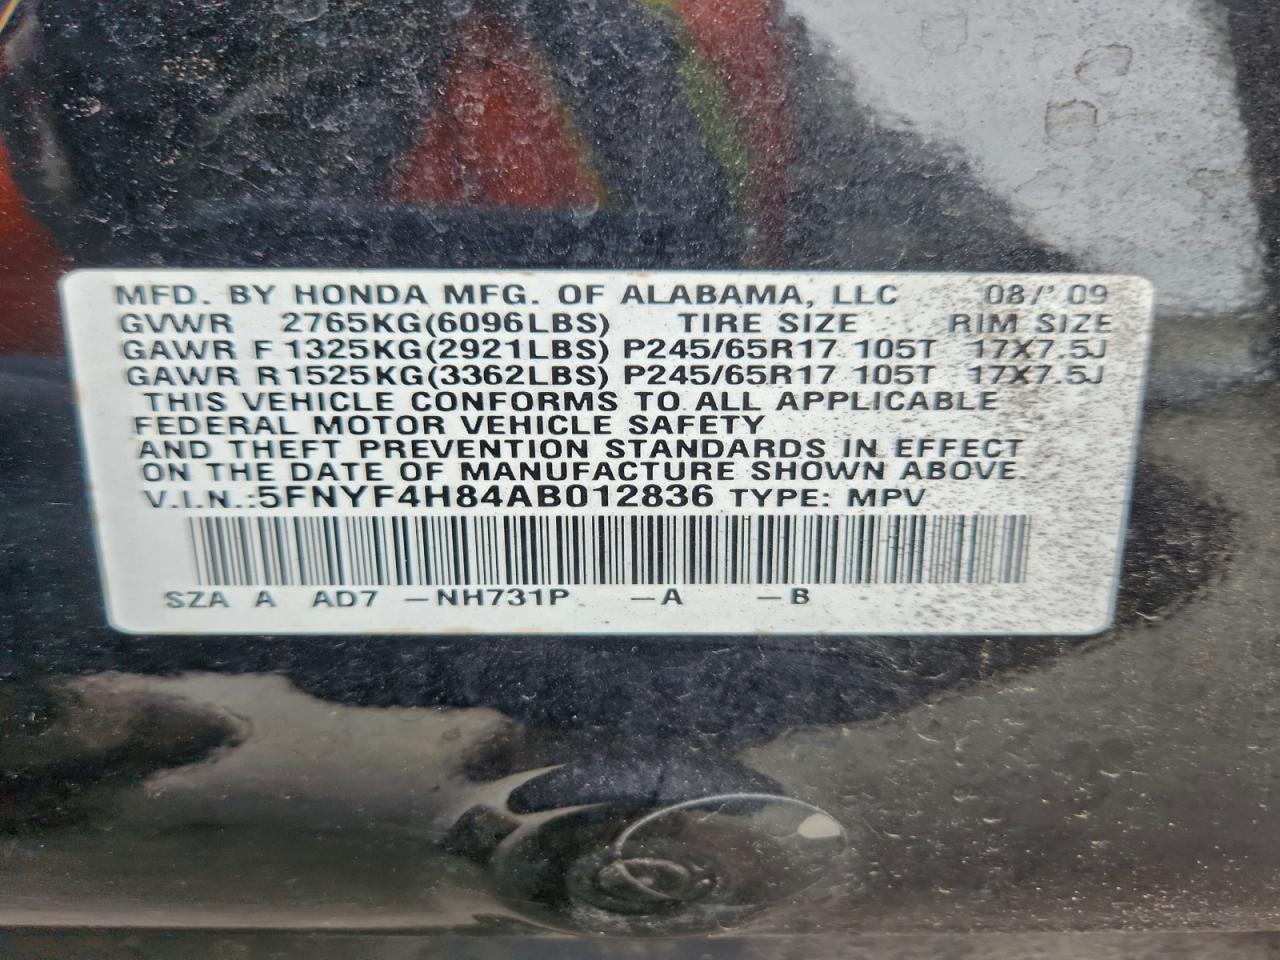 MFD. BY HONDA MFG. OF ALABAMA, LLC 08/'09
GVWR 2765KG(6096LBS) TIRE SIZE RIM SIZE
GAWR F 1325KG(2921LBS) P245/65R17 105T 17X7.5J
GAWR R 1525KG(3362LBS) P245/65R17 105T 17X7.5J
THIS VEHICLE CONFORMS TO ALL APPLICABLE
FEDERAL MOTOR VEHICLE SAFETY
AND THEFT PREVENTION STANDARDS IN EFFECT
ON THE DATE OF MANUFACTURE SHOWN ABOVE.
V.I.N.:5FNYF4H84AB012836 TYPE: MPV
SZA A AD7 -NH731P -A -B